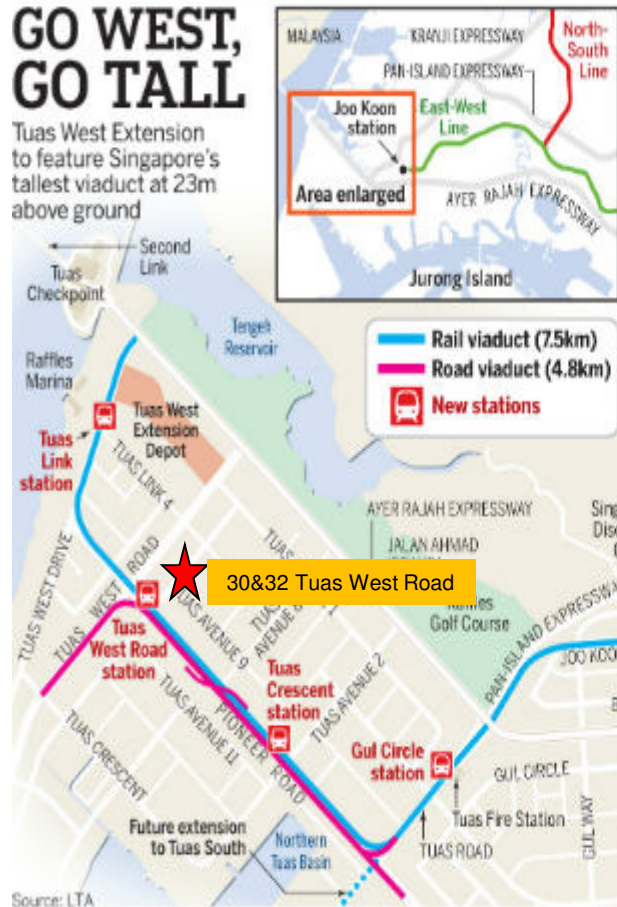 GO WEST,
GO TALL
Tuas West Extension
to feature Singapore's
tallest viaduct at 23m
above ground
MALAYSIA
KRANJI EXPRESSWAY
North-
South
Line
PAN-ISLAND EXPRESSWAY
Joo Koon
station
East-West
Line
Area enlarged
AYER RAJAH EXPRESSWAY
Jurong Island
Second
Link
Tuas
Checkpoint
Tengeh
Reservoir
Rail viaduct (7.5km)
Road viaduct (4.8km)
New stations
Raffles
Marina
Tuas West
Extension
Depot
Tuas
Link
station
TUAS LINK 4
AYER RAJAH EXPRESSWAY
JALAN AHMAD
TUAS WEST DRIVE
TUAS WEST ROAD
30&32 Tuas West Road
TUAS AVENUE 9
Golf Course
PAN-ISLAND EXPRESSWAY
JOO KOON
Tuas
West Road
station
Tuas
Crescent
station
TUAS AVENUE 2
TUAS AVENUE 11
PIONEER ROAD
TUAS CRESCENT
Gul Circle
station
GUL CIRCLE
Tuas Fire Station
GUL WAY
TUAS ROAD
Future extension
to Tuas South
Northern
Tuas Basin
Source: LTA